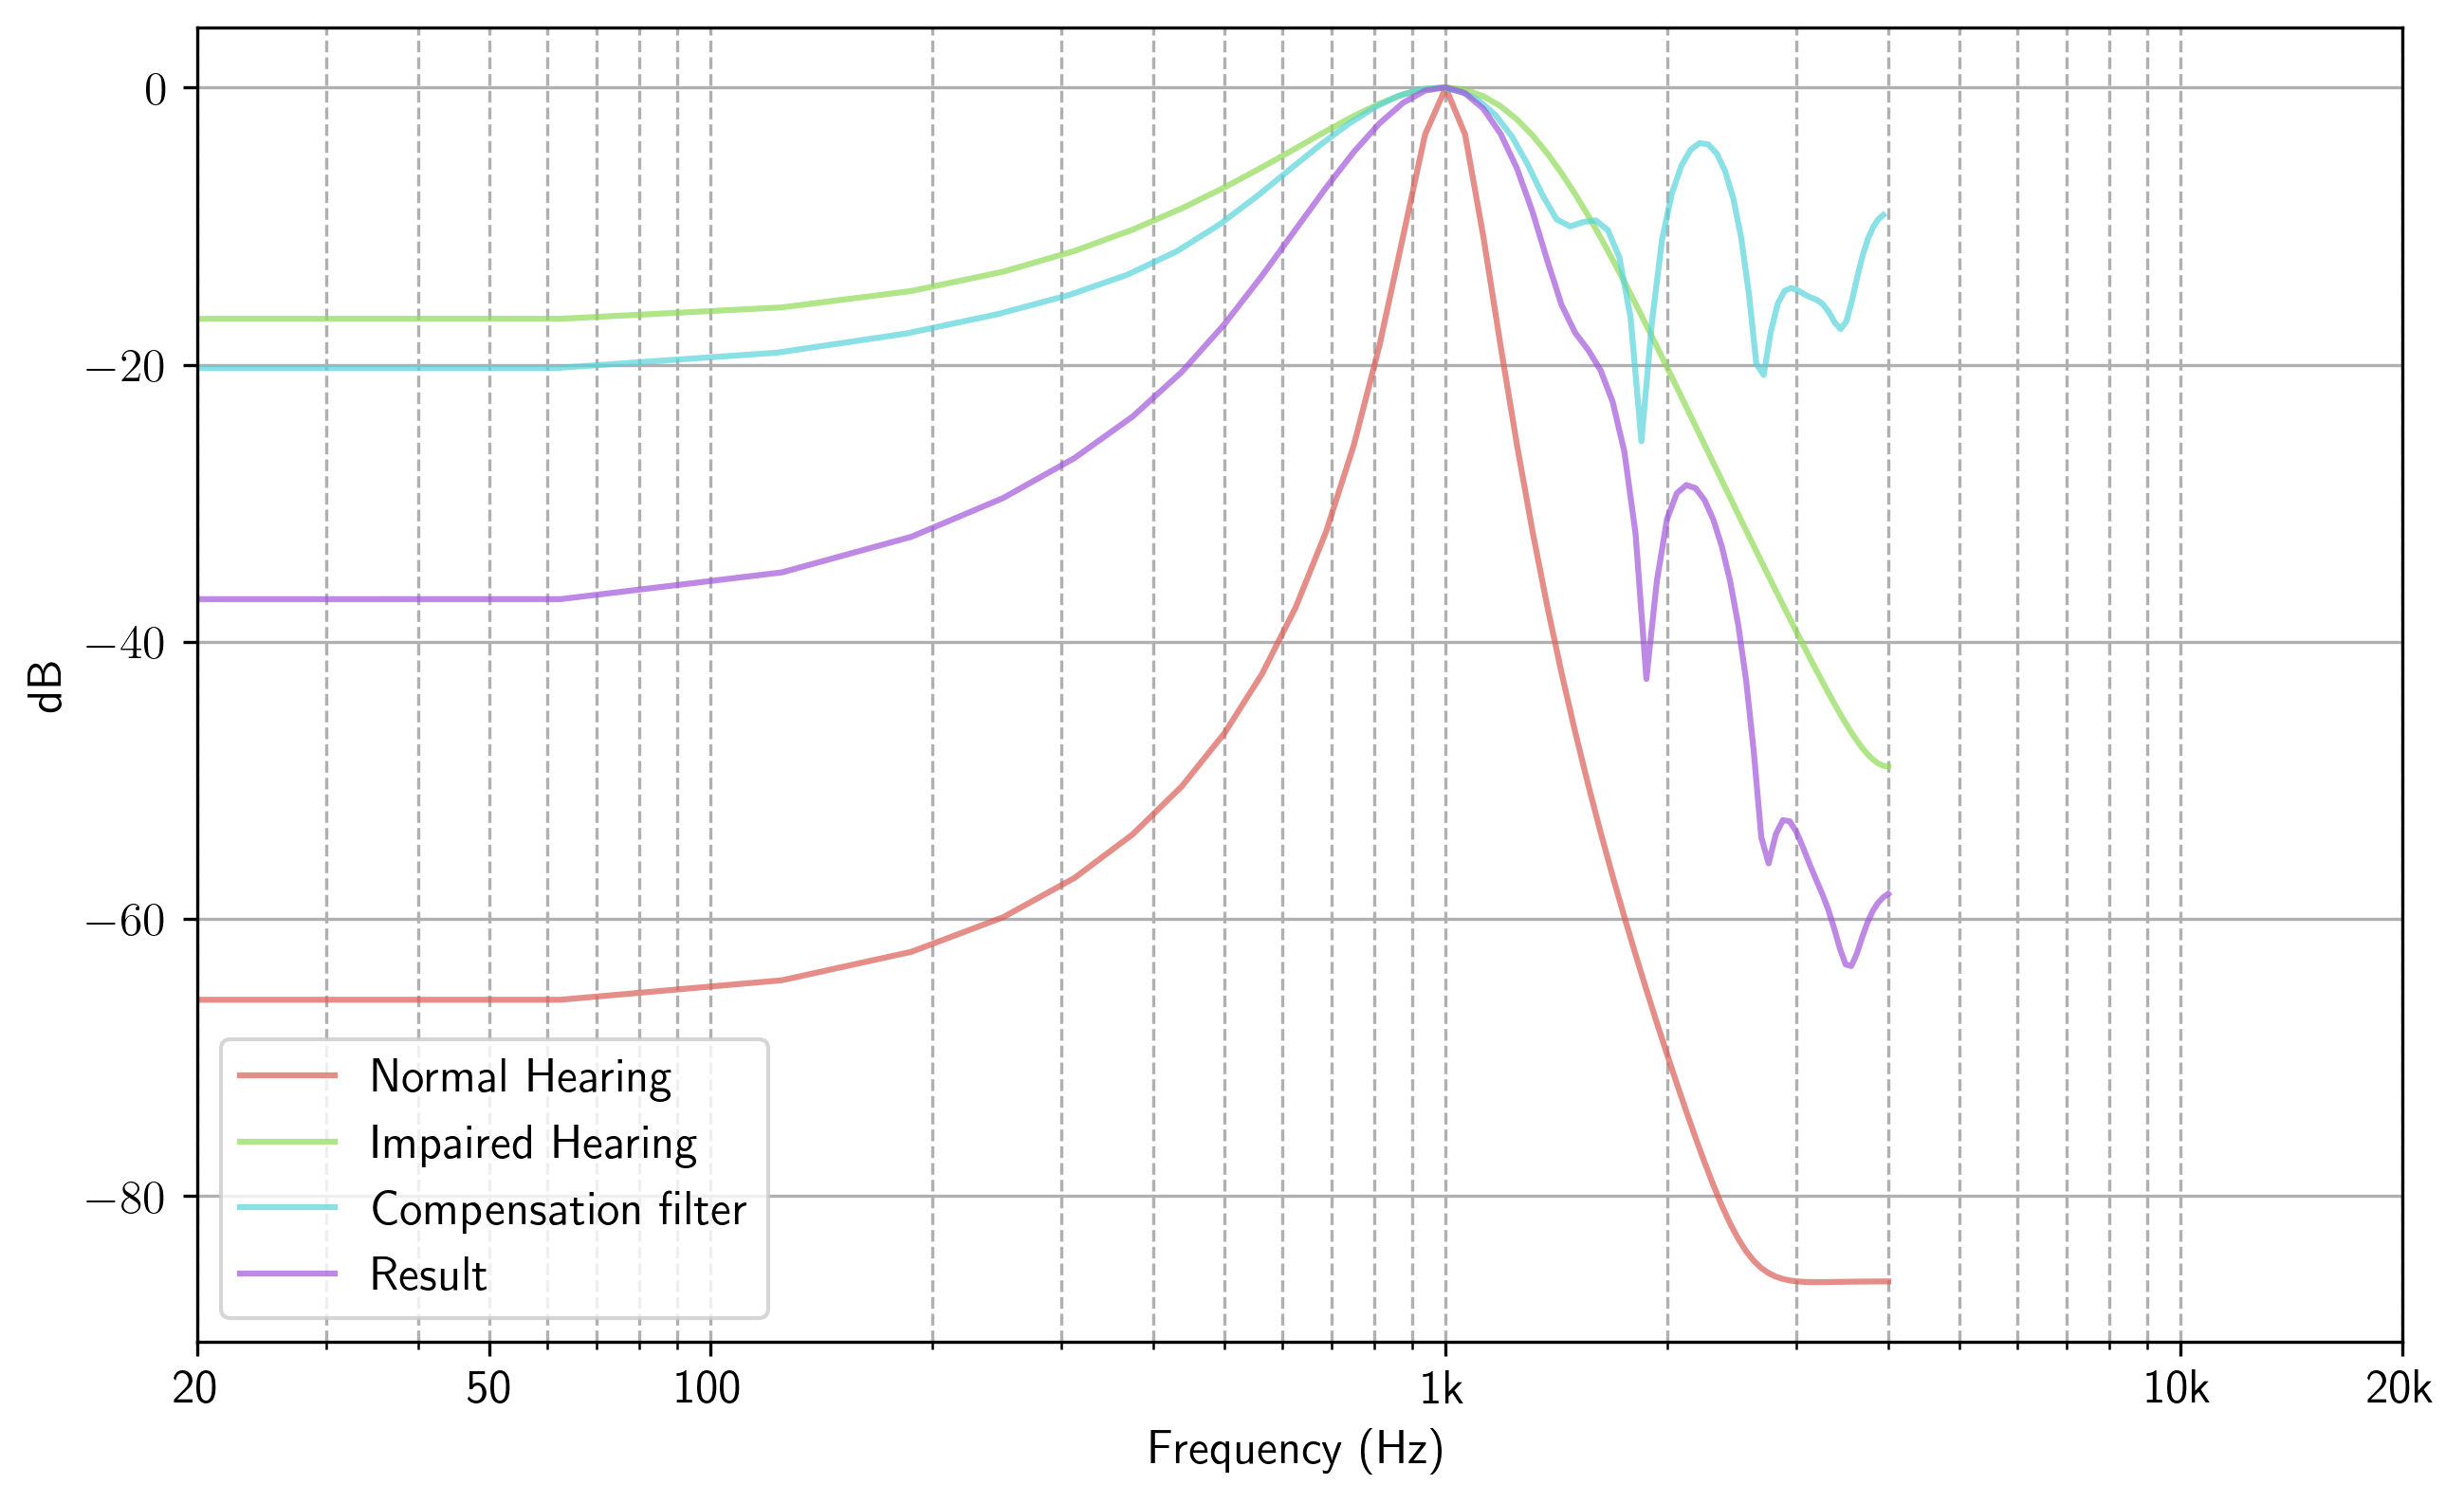 0
−20
−40
−60
−80
dB
Normal Hearing
Impaired Hearing
Compensation filter
Result
20 50 100 1k 10k 20k
Frequency (Hz)